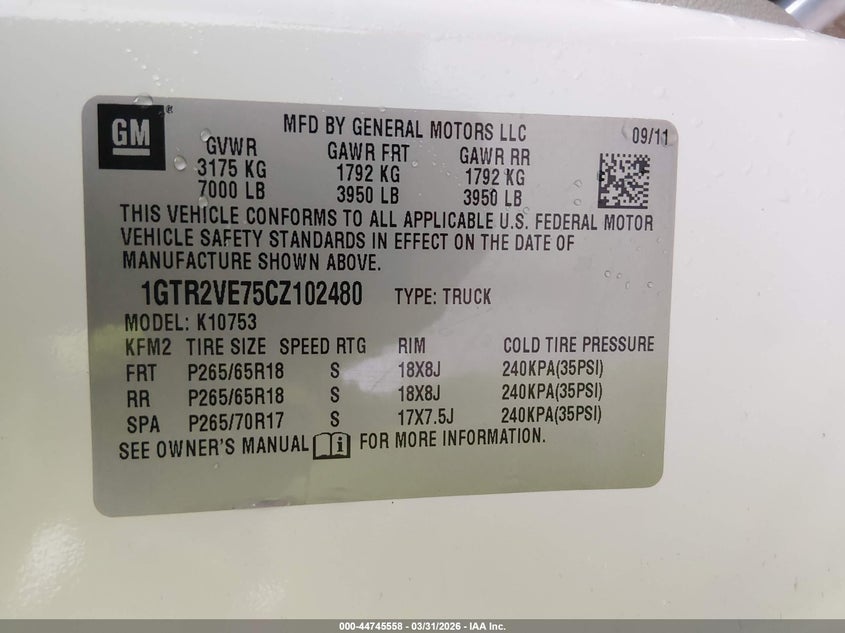 GM ®
MFD BY GENERAL MOTORS LLC 09/11
GVWR GAWR FRT GAWR RR
3175 KG 1792 KG 1792 KG
7000 LB 3950 LB 3950 LB
THIS VEHICLE CONFORMS TO ALL APPLICABLE U.S. FEDERAL MOTOR
VEHICLE SAFETY STANDARDS IN EFFECT ON THE DATE OF
MANUFACTURE SHOWN ABOVE.
1GTR2VE75CZ102480 TYPE: TRUCK
MODEL: K10753
KFM2 TIRE SIZE SPEED RTG RIM COLD TIRE PRESSURE
FRT P265/65R18 S 18X8J 240KPA(35PSI)
RR P265/65R18 S 18X8J 240KPA(35PSI)
SPA P265/70R17 S 17X7.5J 240KPA(35PSI)
SEE OWNER'S MANUAL i FOR MORE INFORMATION.
000-44745558 - 03/31/2026 - IAA Inc.